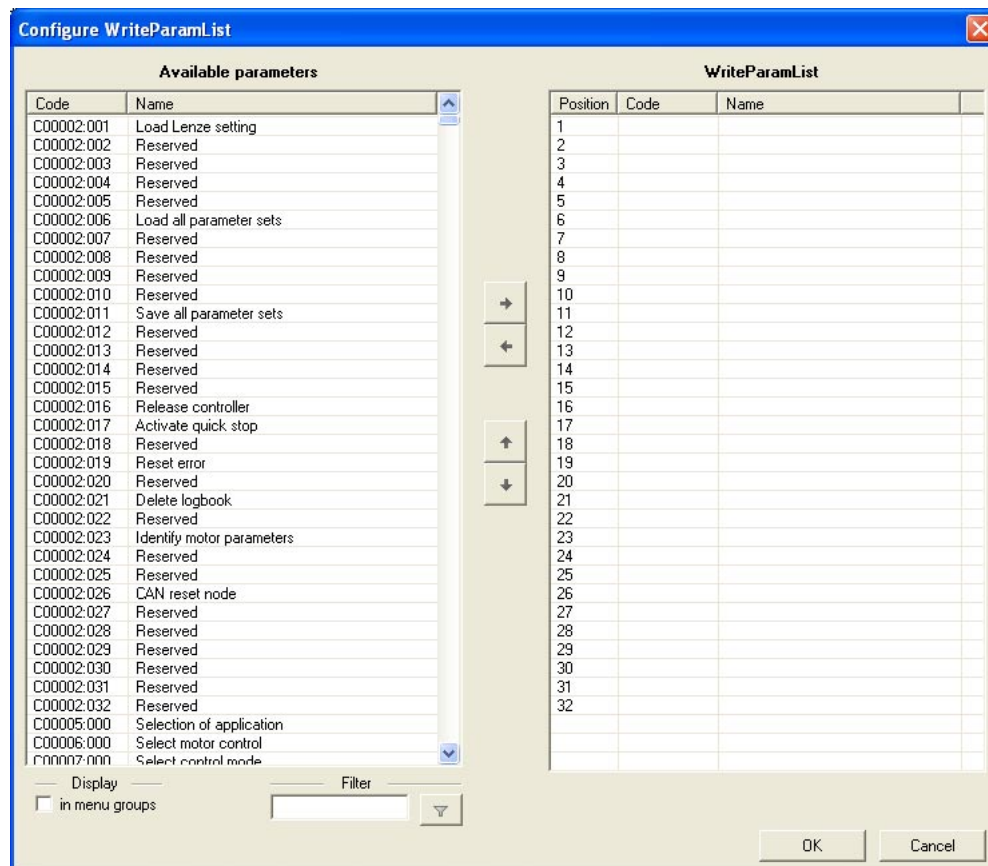 Configure WriteParamList
Available parameters
Code Name
C00002:001 Load Lenze setting
C00002:002 Reserved
C00002:003 Reserved
C00002:004 Reserved
C00002:005 Reserved
C00002:006 Load all parameter sets
C00002:007 Reserved
C00002:008 Reserved
C00002:009 Reserved
C00002:010 Reserved
C00002:011 Save all parameter sets
C00002:012 Reserved
C00002:013 Reserved
C00002:014 Reserved
C00002:015 Reserved
C00002:016 Release controller
C00002:017 Activate quick stop
C00002:018 Reserved
C00002:019 Reset error
C00002:020 Reserved
C00002:021 Delete logbook
C00002:022 Reserved
C00002:023 Identify motor parameters
C00002:024 Reserved
C00002:025 Reserved
C00002:026 CAN reset node
C00002:027 Reserved
C00002:028 Reserved
C00002:029 Reserved
C00002:030 Reserved
C00002:031 Reserved
C00002:032 Reserved
C00005:000 Selection of application
C00006:000 Select motor control
C00007:000 Select control mode
Display
in menu groups
Filter
WriteParamList
Position Code Name
1
2
3
4
5
6
7
8
9
10
11
12
13
14
15
16
17
18
19
20
21
22
23
24
25
26
27
28
29
30
31
32
OK
Cancel